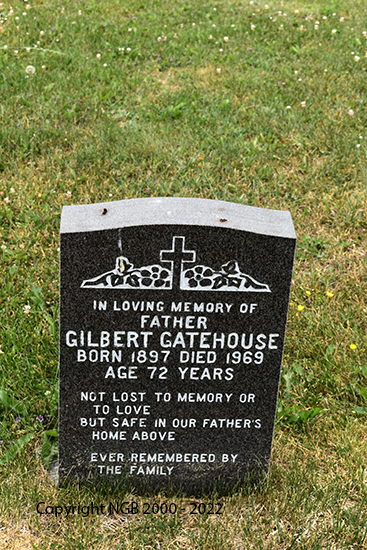 IN LOVING MEMORY OF
FATHER
GILBERT GATEHOUSE
BORN 1897 DIED 1969
AGE 72 YEARS
NOT LOST TO MEMORY OR
TO LOVE
BUT SAFE IN OUR FATHER'S
HOME ABOVE
EVER REMEMBERED BY
THE FAMILY
Copyright NGB 2000 - 2022